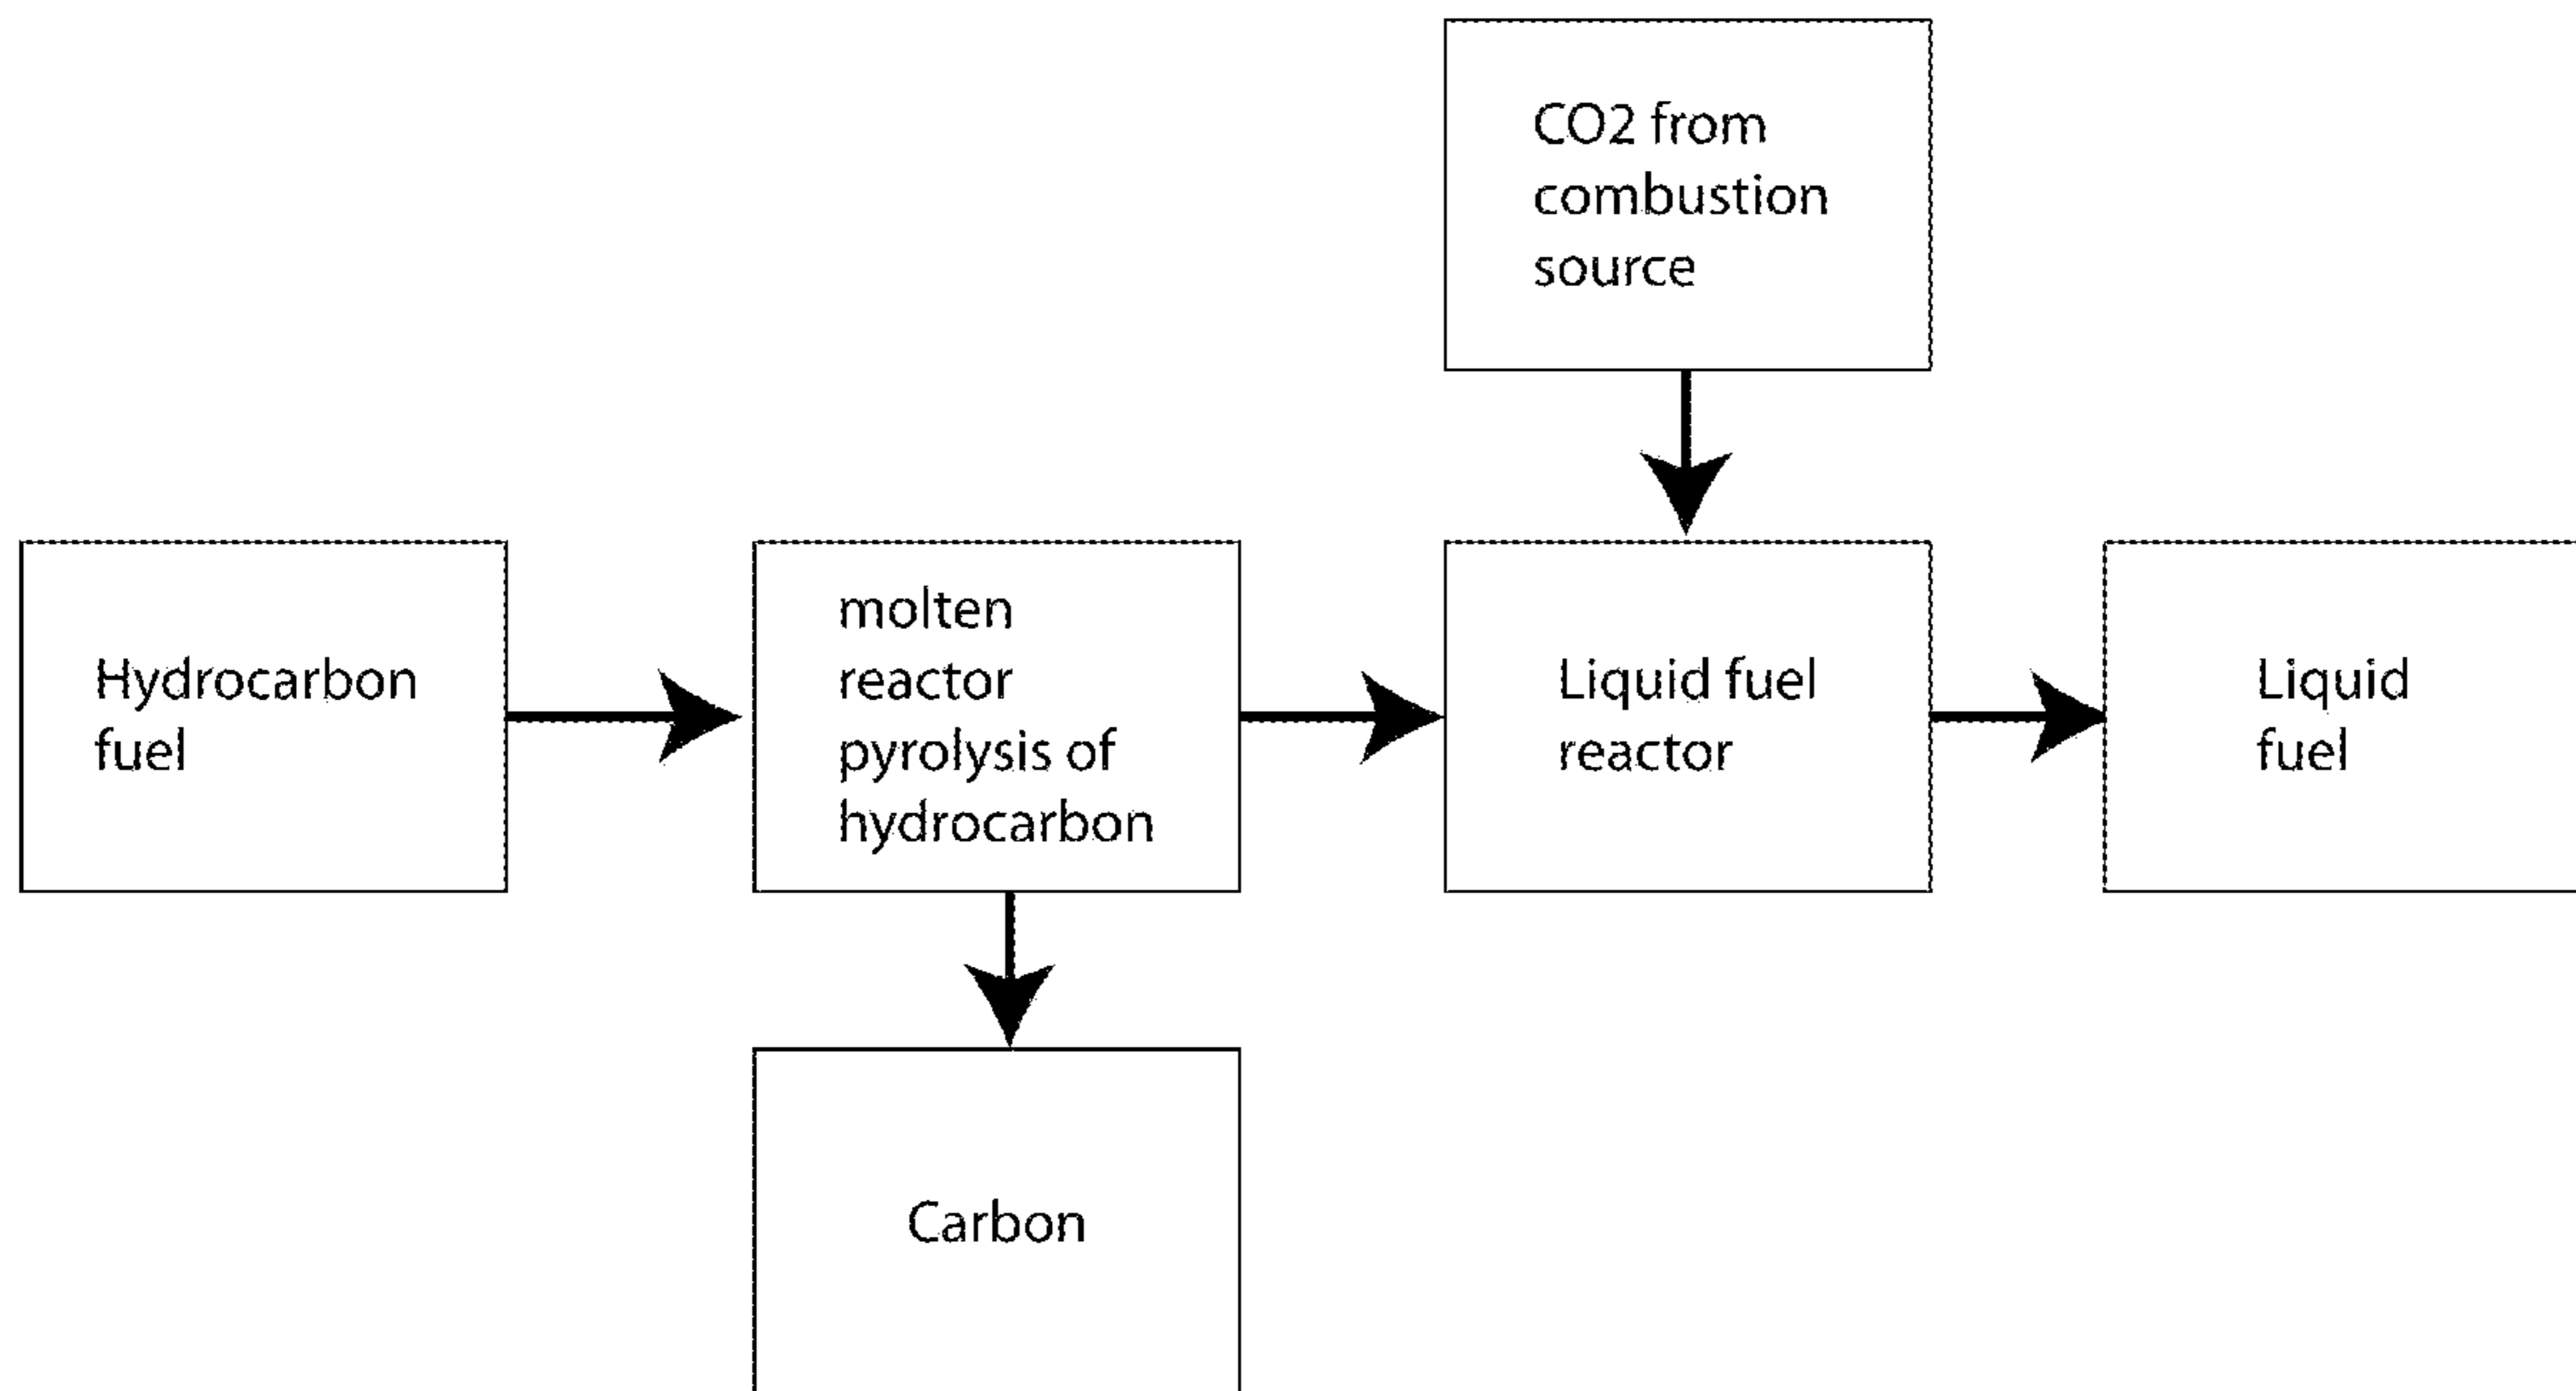 CO2 from
combustion
source
Hydrocarbon
fuel
molten
reactor
pyrolysis of
hydrocarbon
Liquid fuel
reactor
Liquid
fuel
Carbon